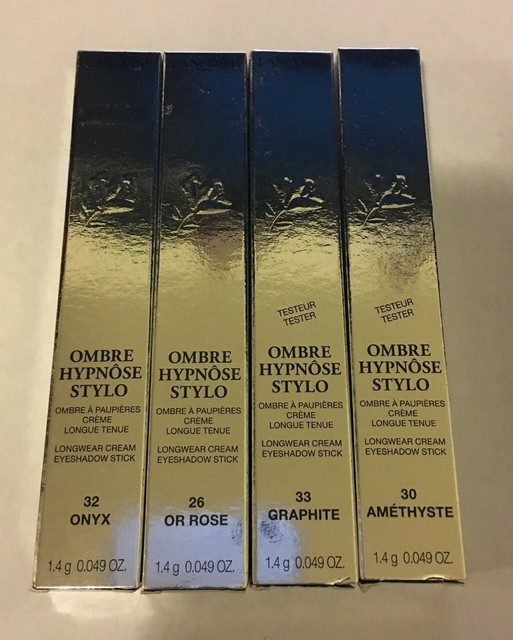 OMBRE
HYPNÔSE
STYLO
OMBRE À PAUPIÈRES
CRÈME
LONGUE TENUE
LONGWEAR CREAM
EYESHADOW STICK
32
ONYX
1.4 g 0.049 OZ.
OMBRE
HYPNÔSE
STYLO
OMBRE À PAUPIÈRES
CRÈME
LONGUE TENUE
LONGWEAR CREAM
EYESHADOW STICK
26
OR ROSE
1.4 g 0.049 OZ.
TESTEUR
TESTER
OMBRE
HYPNÔSE
STYLO
OMBRE À PAUPIÈRES
CRÈME
LONGUE TENUE
LONGWEAR CREAM
EYESHADOW STICK
33
GRAPHITE
1.4 g 0.049 OZ.
TESTEUR
TESTER
OMBRE
HYPNÔSE
STYLO
OMBRE À PAUPIÈRES
CRÈME
LONGUE TENUE
LONGWEAR CREAM
EYESHADOW STICK
30
AMÉTHYSTE
1.4 g 0.049 OZ.